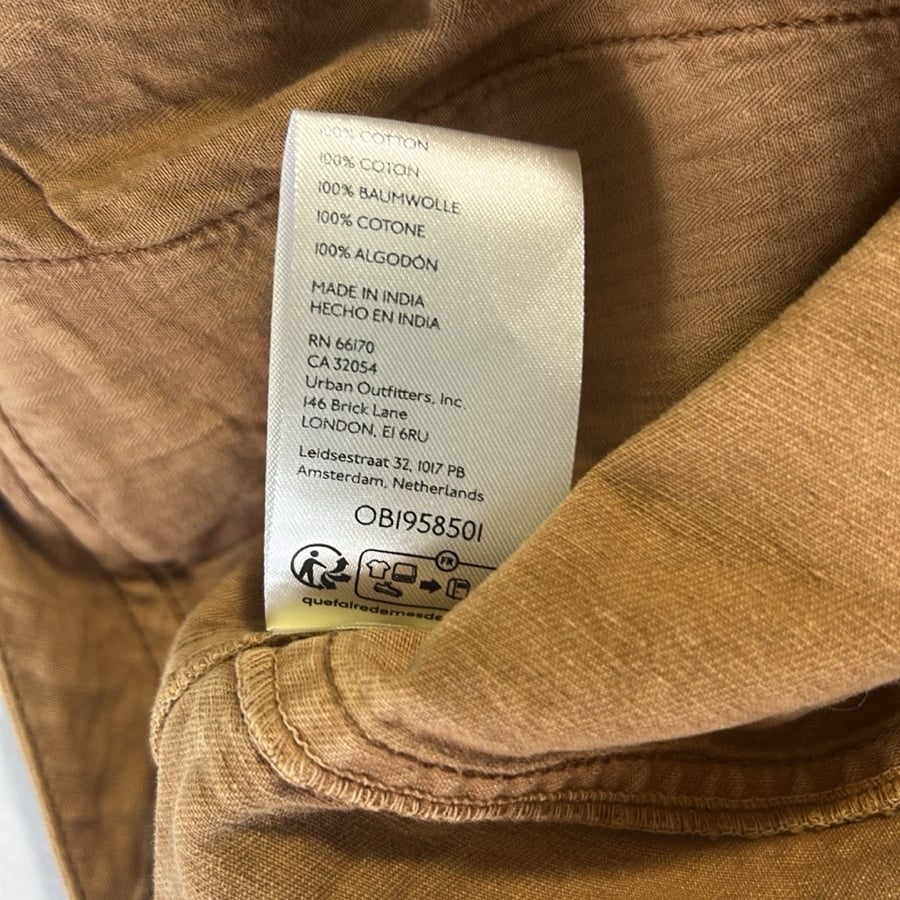 100% COTTON
100% COTON
100% BAUMWOLLE
100% COTONE
100% ALGODÓN
MADE IN INDIA
HECHO EN INDIA
RN 66170
CA 32054
Urban Outfitters, Inc.
146 Brick Lane
LONDON, E1 6RU
Leidsestraat 32, 1017 PB
Amsterdam, Netherlands
OB1958501
FR